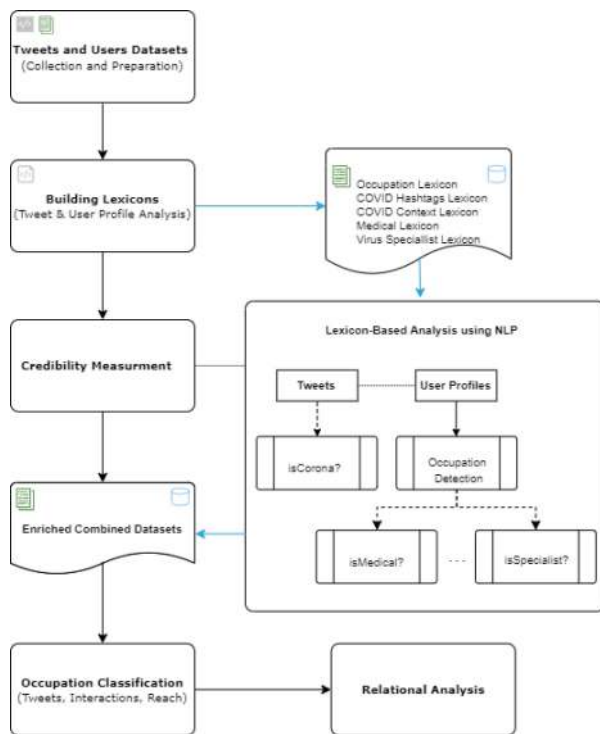 Tweets and Users Datasets
(Collection and Preparation)
Building Lexicons
(Tweet & User Profile Analysis)
Occupation Lexicon
COVID Hashtags Lexicon
COVID Context Lexicon
Medical Lexicon
Virus Speciallist Lexicon
Credibility Measurment
Lexicon-Based Analysis using NLP
Tweets
User Profiles
isCorona?
Occupation
Detection
isMedical?
isSpecialist?
Enriched Combined Datasets
Occupation Classification
(Tweets, Interactions, Reach)
Relational Analysis